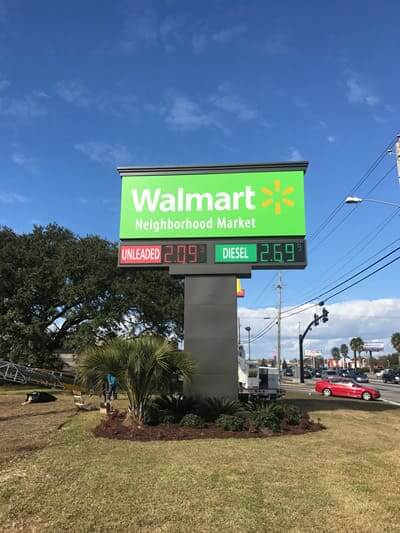 Walmart
Neighborhood Market
UNLEADED 2.09 DIESEL 2.69